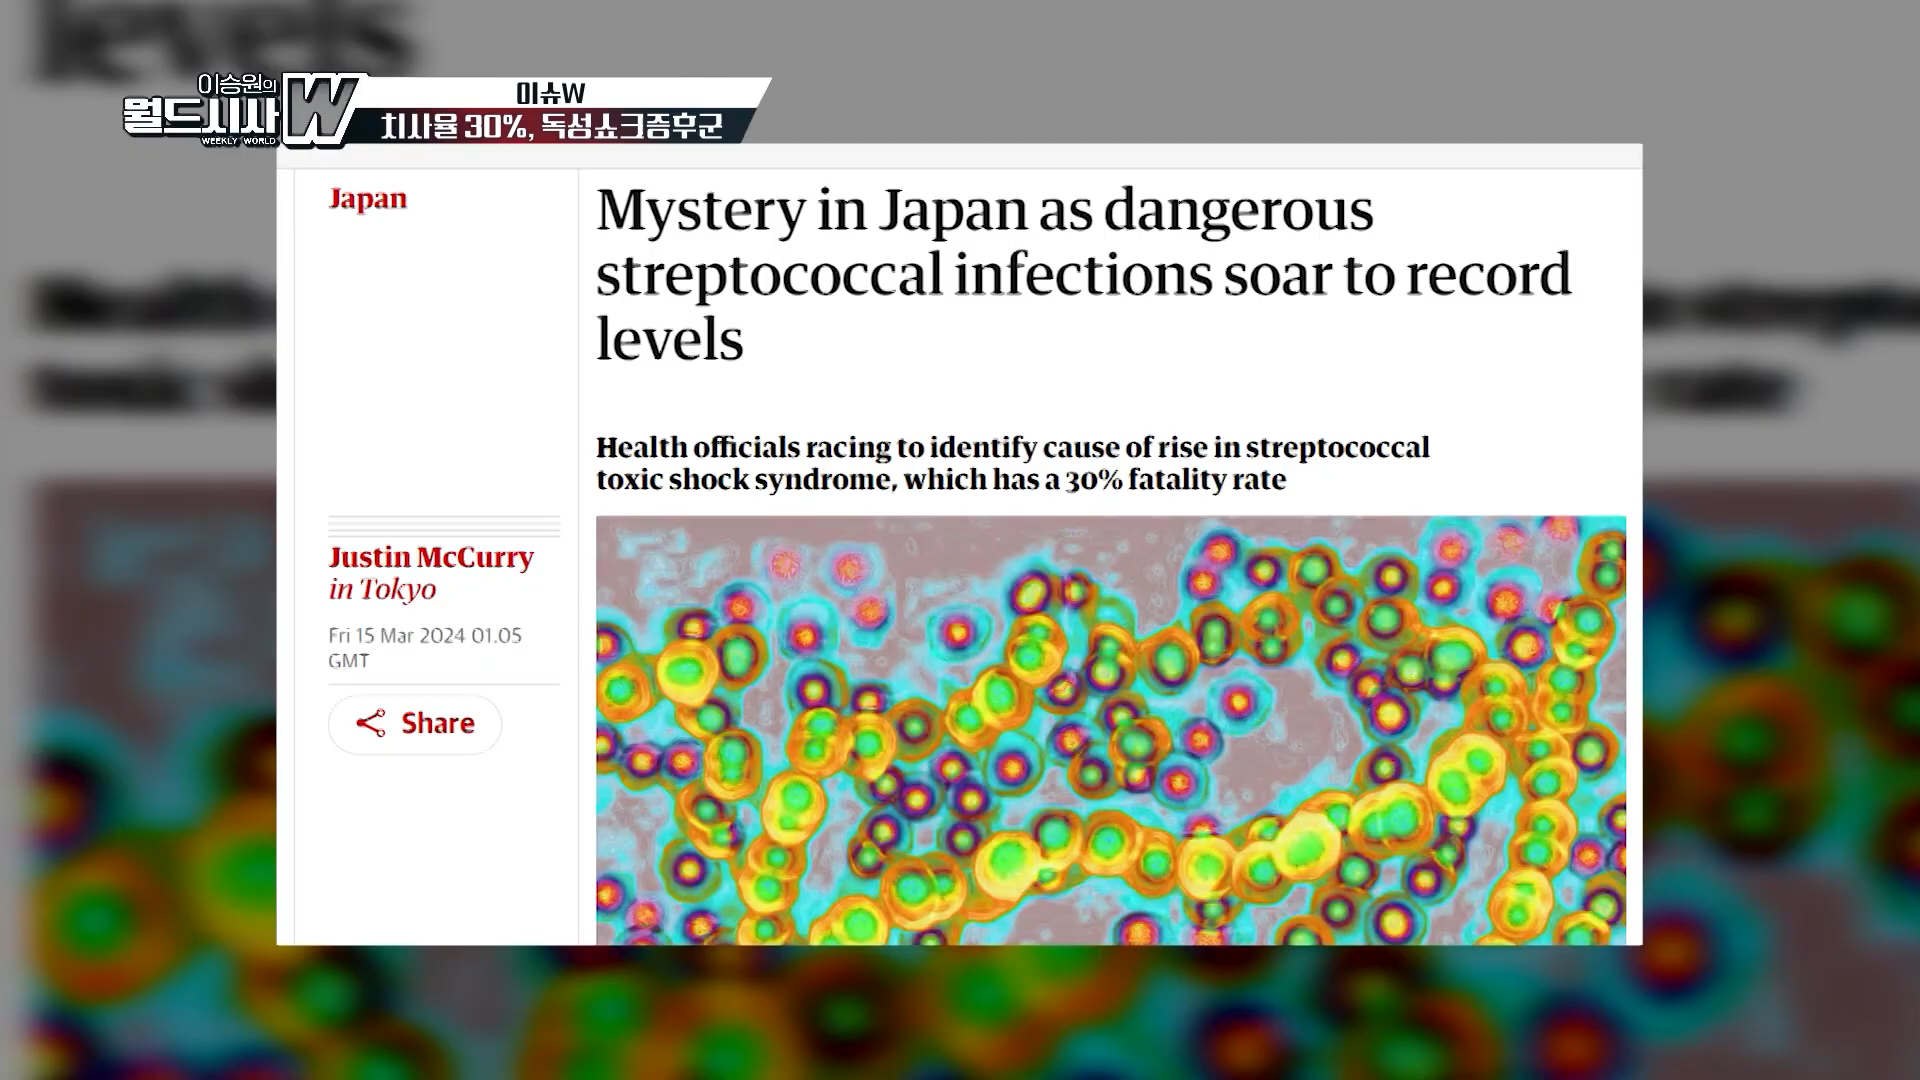 levels
이승원의
월드시사 W
WEEKLY WORLD
이슈W
치사율 30%, 독성쇼크증후군
Japan
Mystery in Japan as dangerous
streptococcal infections soar to record
levels
Health officials racing to identify cause of rise in streptococcal
toxic shock syndrome, which has a 30% fatality rate
Justin McCurry
in Tokyo
Fri 15 Mar 2024 01.05
GMT
Share